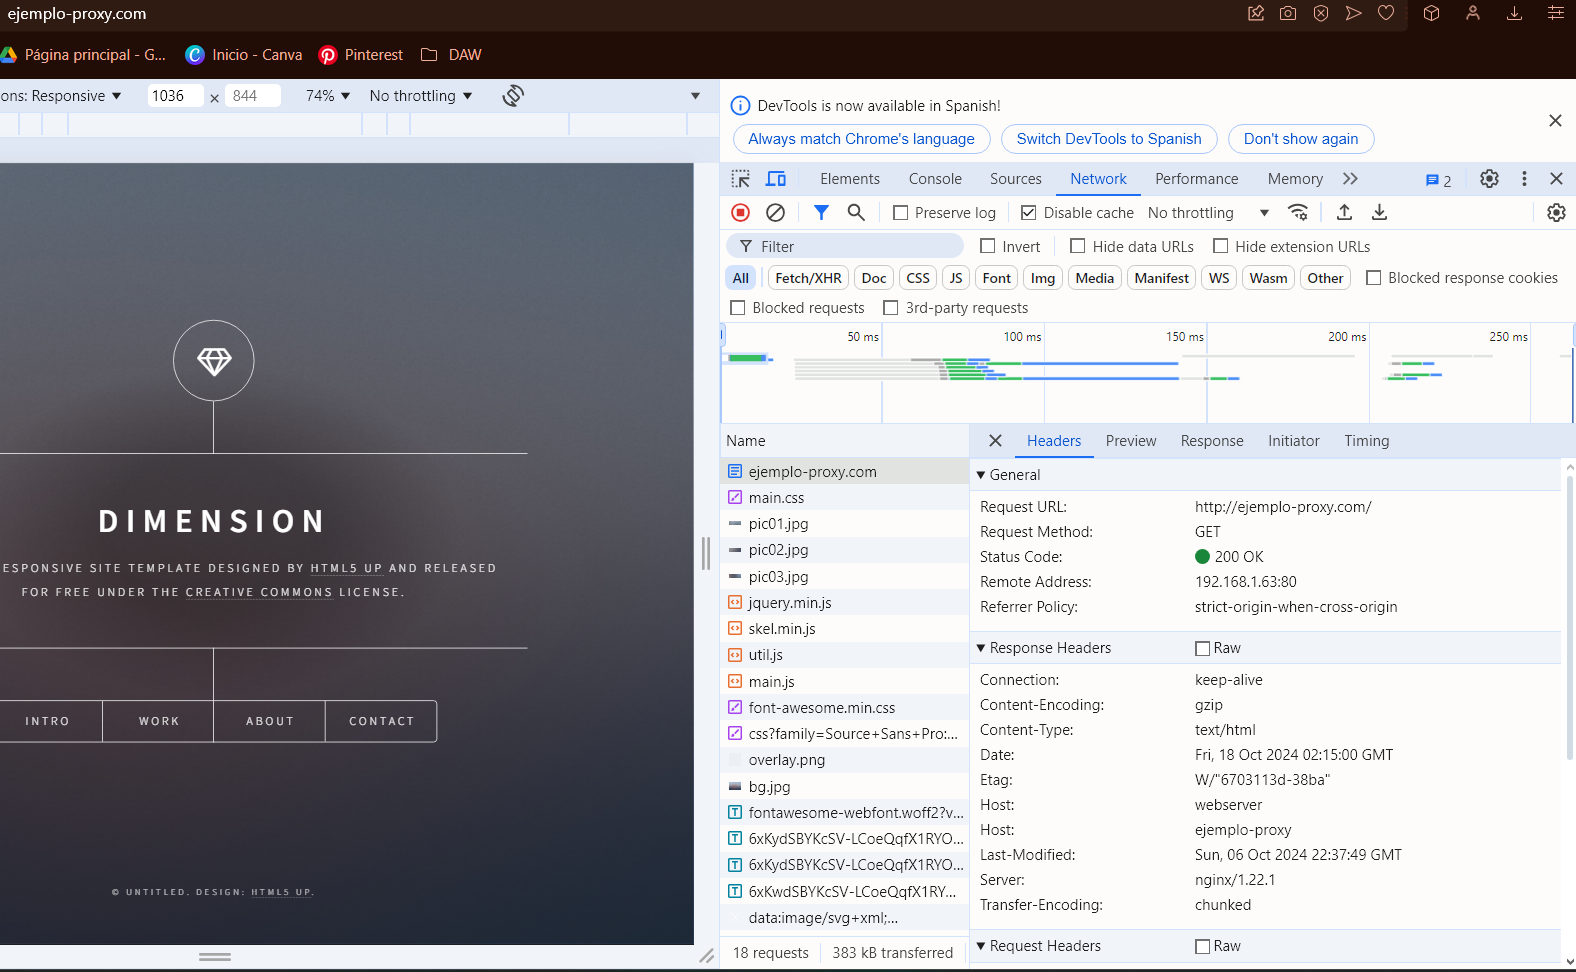 ejemplo-proxy.com
Página principal - G...
Inicio - Canva
Pinterest
DAW
ons: Responsive
1036 × 844
74%
No throttling
DevTools is now available in Spanish!
Always match Chrome's language
Switch DevTools to Spanish
Don't show again
Elements
Console
Sources
Network
Performance
Memory
2
Preserve log
Disable cache
No throttling
Filter
Invert
Hide data URLs
Hide extension URLs
All
Fetch/XHR
Doc
CSS
JS
Font
Img
Media
Manifest
WS
Wasm
Other
Blocked response cookies
Blocked requests
3rd-party requests
50 ms
100 ms
150 ms
200 ms
250 ms
DIMENSION
ESPONSIVE SITE TEMPLATE DESIGNED BY HTML5 UP AND RELEASED
FOR FREE UNDER THE CREATIVE COMMONS LICENSE.
INTRO
WORK
ABOUT
CONTACT
© UNTITLED. DESIGN: HTML5 UP.
Name
ejemplo-proxy.com
main.css
pic01.jpg
pic02.jpg
pic03.jpg
jquery.min.js
skel.min.js
util.js
main.js
font-awesome.min.css
css?family=Source+Sans+Pro:...
overlay.png
bg.jpg
fontawesome-webfont.woff2?v...
6xKydSBYKcSV-LCoeQqfX1RYO...
6xKydSBYKcSV-LCoeQqfX1RYO...
6xKwdSBYKcSV-LCoeQqfX1RY...
data:image/svg+xml;...
18 requests
383 kB transferred
Headers
Preview
Response
Initiator
Timing
General
Request URL: http://ejemplo-proxy.com/
Request Method: GET
Status Code: 200 OK
Remote Address: 192.168.1.63:80
Referrer Policy: strict-origin-when-cross-origin
Response Headers
Raw
Connection: keep-alive
Content-Encoding: gzip
Content-Type: text/html
Date: Fri, 18 Oct 2024 02:15:00 GMT
Etag: W/"6703113d-38ba"
Host: webserver
Host: ejemplo-proxy
Last-Modified: Sun, 06 Oct 2024 22:37:49 GMT
Server: nginx/1.22.1
Transfer-Encoding: chunked
Request Headers
Raw